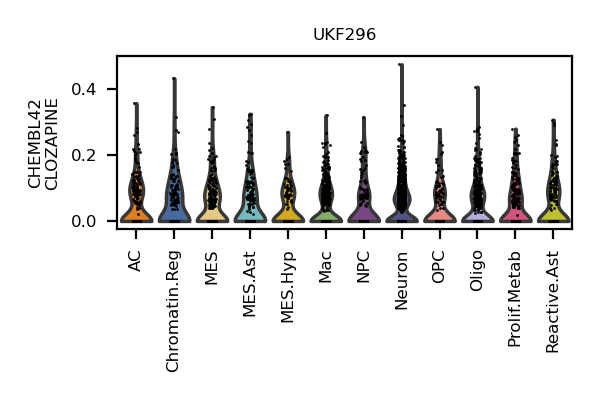 UKF296
CHEMBL42
CLOZAPINE
0.4
0.2
0.0
AC
Chromatin.Reg
MES
MES.Ast
MES.Hyp
Mac
NPC
Neuron
OPC
Oligo
Prolif.Metab
Reactive.Ast